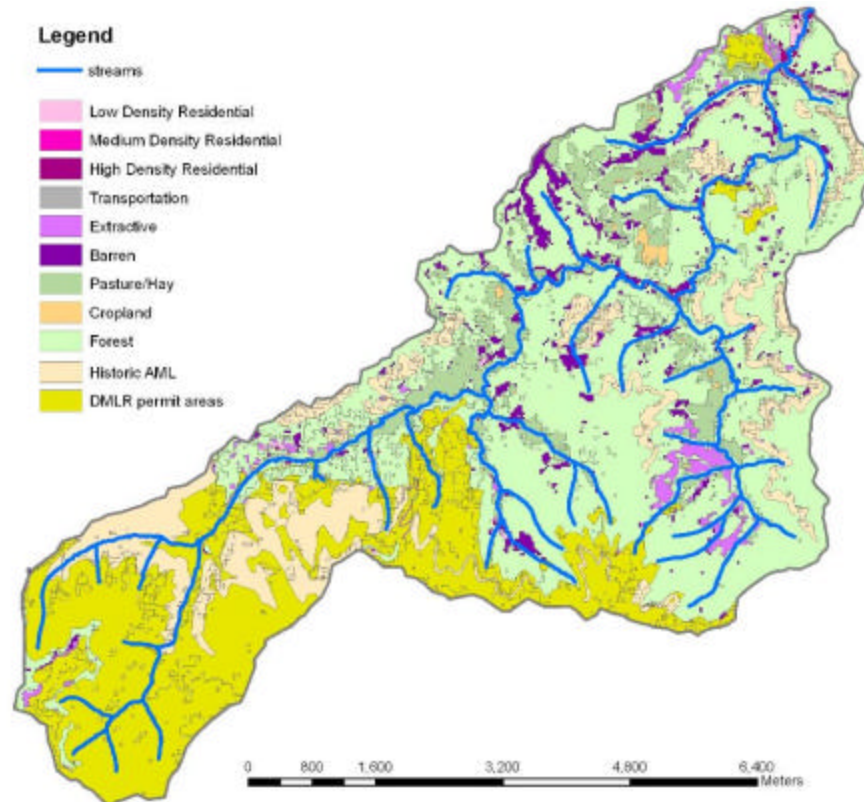 Legend
streams
Low Density Residential
Medium Density Residential
High Density Residential
Transportation
Extractive
Barren
Pasture/Hay
Cropland
Forest
Historic AML
DMLR permit areas
0 800 1,600 3,200 4,800 6,400
Meters